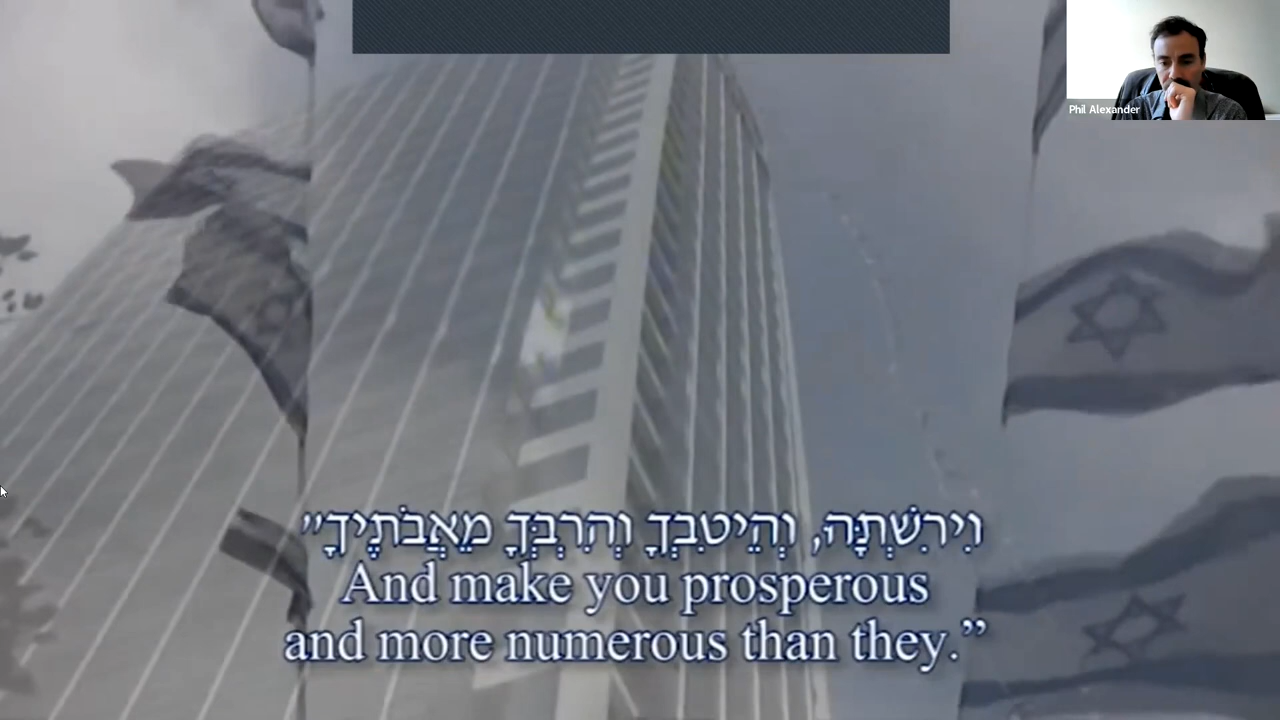 Phil Alexander
וִירִשְׁתָּהּ, וְהֵיטִבְךָ וְהִרְבְּךָ מֵאֲבֹתֶיךָ"
And make you prosperous
and more numerous than they.”